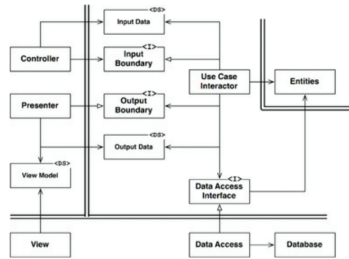 <DS>
Input Data
<I>
Controller
Input
Boundary
Use Case
Interactor
Entities
<I>
Presenter
Output
Boundary
<DS>
Output Data
<DS>
View Model
<I>
Data Access
Interface
View
Data Access
Database